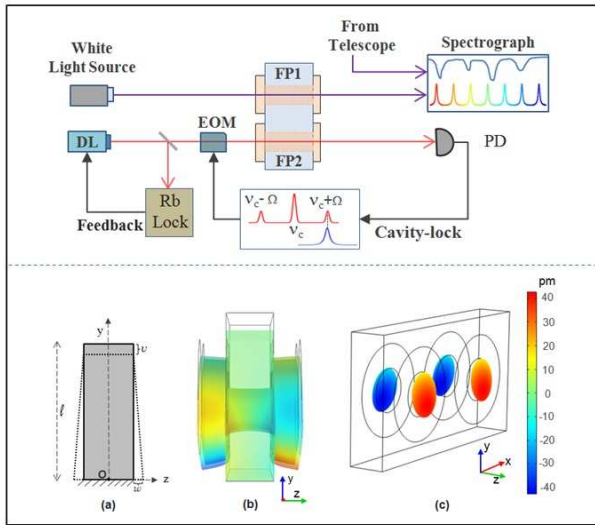 White
Light Source
FP1
From
Telescope
Spectrograph
DL
EOM
FP2
PD
Feedback
Rb
Lock
νc- Ω
νc+Ω
νc
Cavity-lock
y
l
υ
O
z
w
(a)
y
z
(b)
y
x
z
(c)
pm
40
30
20
10
0
-10
-20
-30
-40